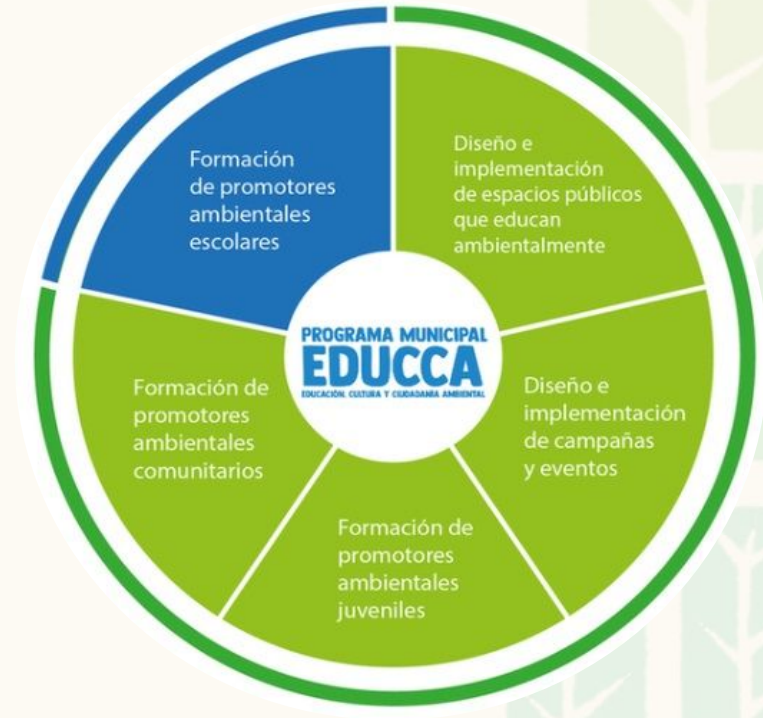 Formación
de promotores
ambientales
escolares
Diseño e
implementación
de espacios públicos
que educan
ambientalmente
PROGRAMA MUNICIPAL
EDUCCA
EDUCACIÓN, CULTURA Y CIUDADANÍA AMBIENTAL
Formación de
promotores
ambientales
comunitarios
Diseño e
implementación
de campañas
y eventos
Formación de
promotores
ambientales
juveniles